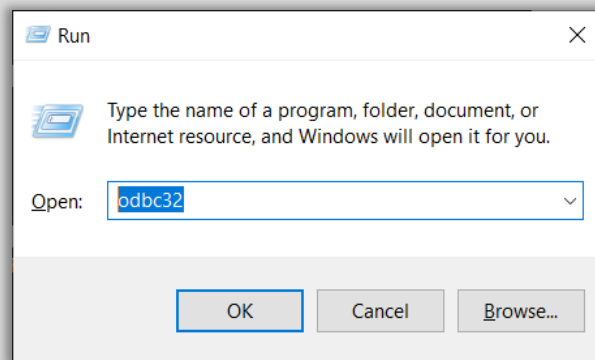 Run
Type the name of a program, folder, document, or
Internet resource, and Windows will open it for you.
Open: odbc32
OK Cancel Browse...